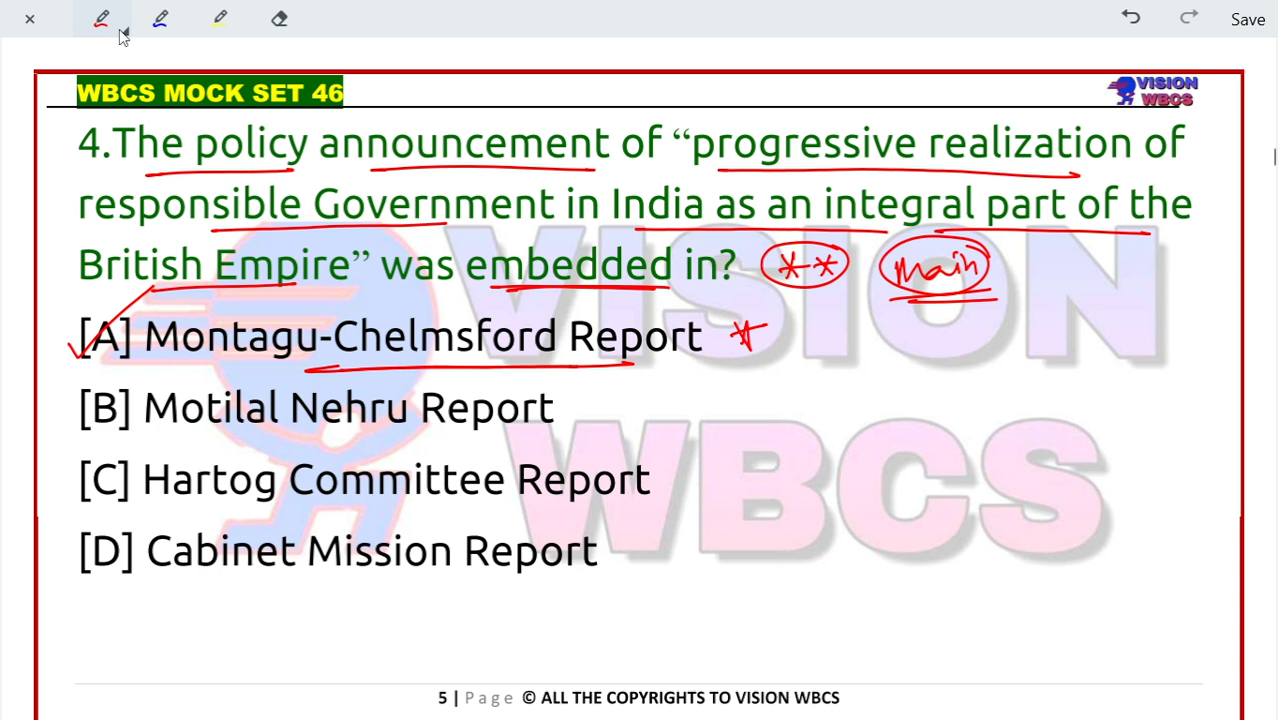 Save
WBCS MOCK SET 46
VISION
WBCS
4.The policy announcement of “progressive realization of
responsible Government in India as an integral part of the
British Empire” was embedded in? ** main
[A] Montagu-Chelmsford Report *
[B] Motilal Nehru Report
[C] Hartog Committee Report
[D] Cabinet Mission Report
VISION
WBCS
5 | Page © ALL THE COPYRIGHTS TO VISION WBCS